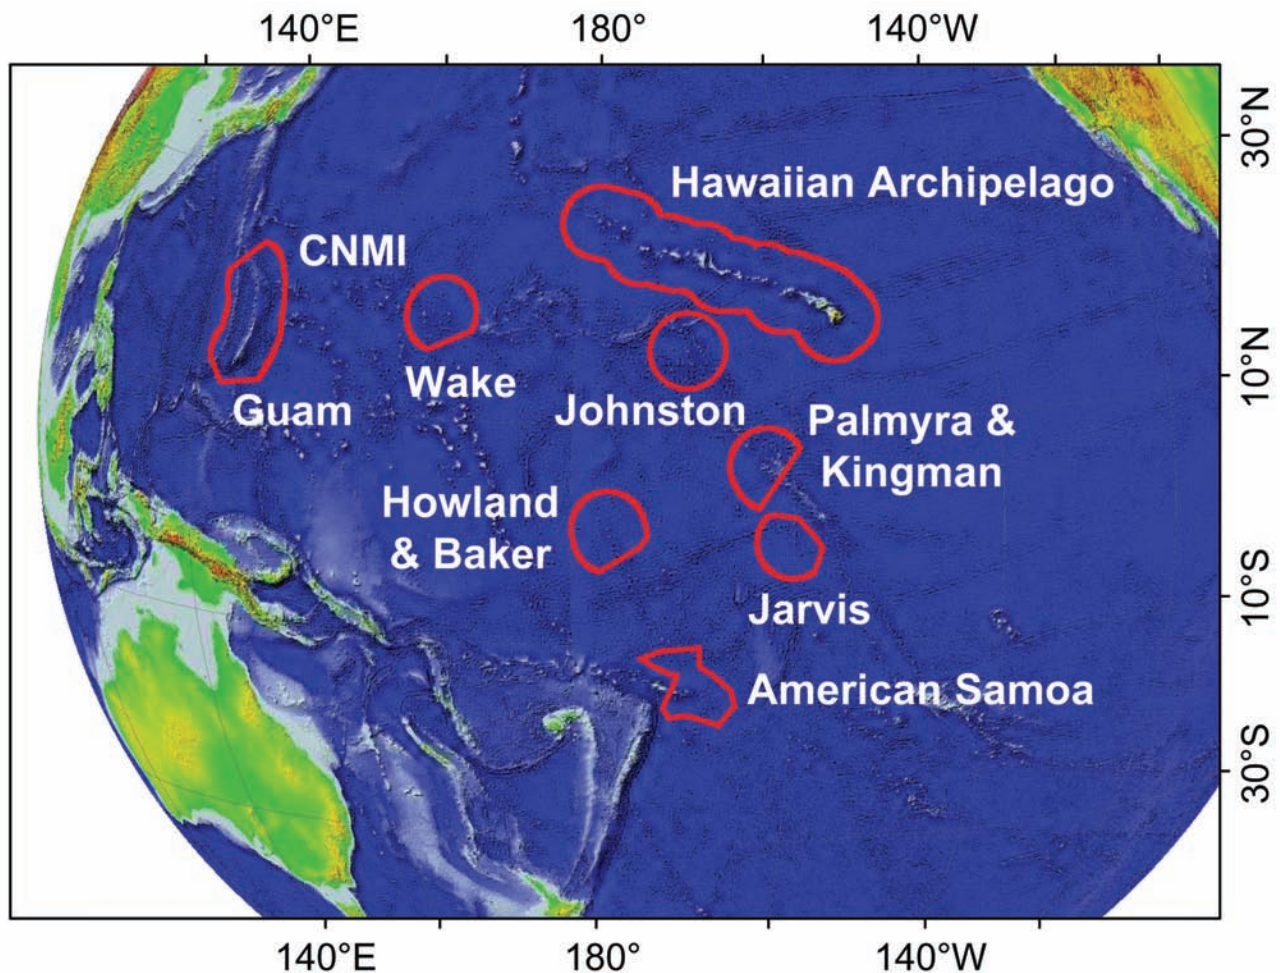 140°E 180° 140°W
30°N
Hawaiian Archipelago
CNMI
10°N
Wake
Guam
Johnston
Palmyra &
Kingman
Howland
& Baker
10°S
Jarvis
American Samoa
30°S
140°E 180° 140°W